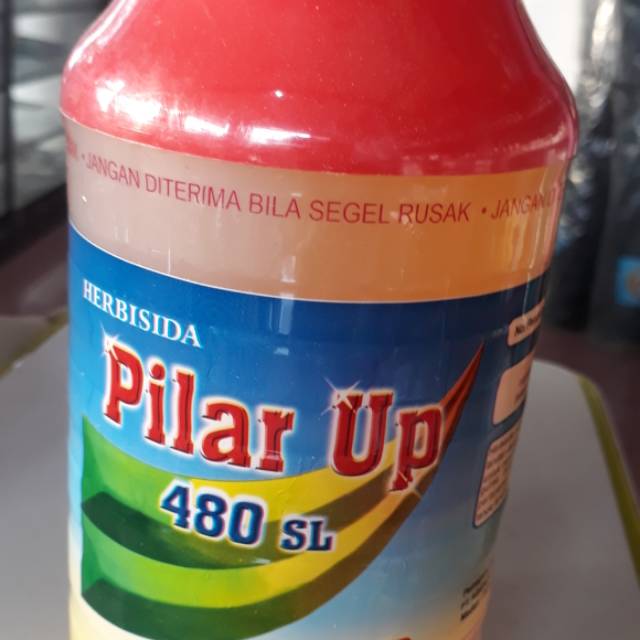 • JANGAN DITERIMA BILA SEGEL RUSAK • JANGAN
HERBISIDA
Pilar Up
480 SL